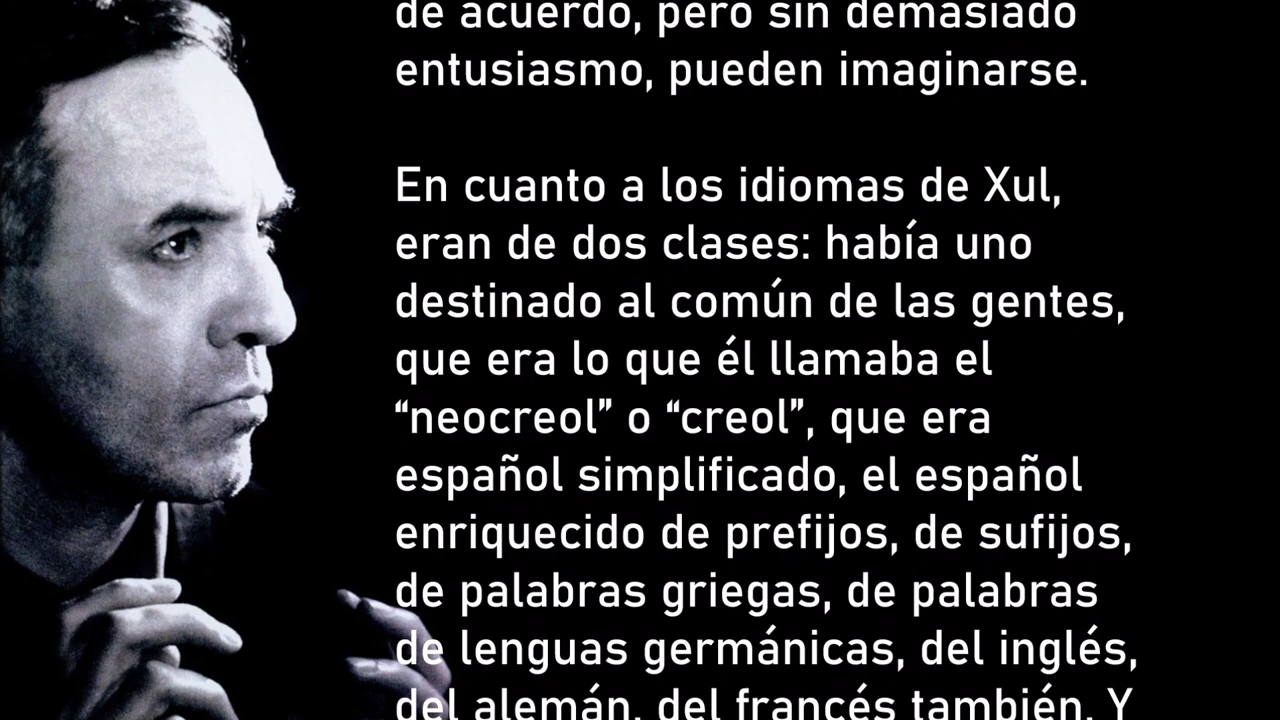 de acuerdo, pero sin demasiado
entusiasmo, pueden imaginarse.
En cuanto a los idiomas de Xul,
eran de dos clases: había uno
destinado al común de las gentes,
que era lo que él llamaba el
“neocreol” o “creol”, que era
español simplificado, el español
enriquecido de prefijos, de sufijos,
de palabras griegas, de palabras
de lenguas germánicas, del inglés,
del alemán, del francés también. Y